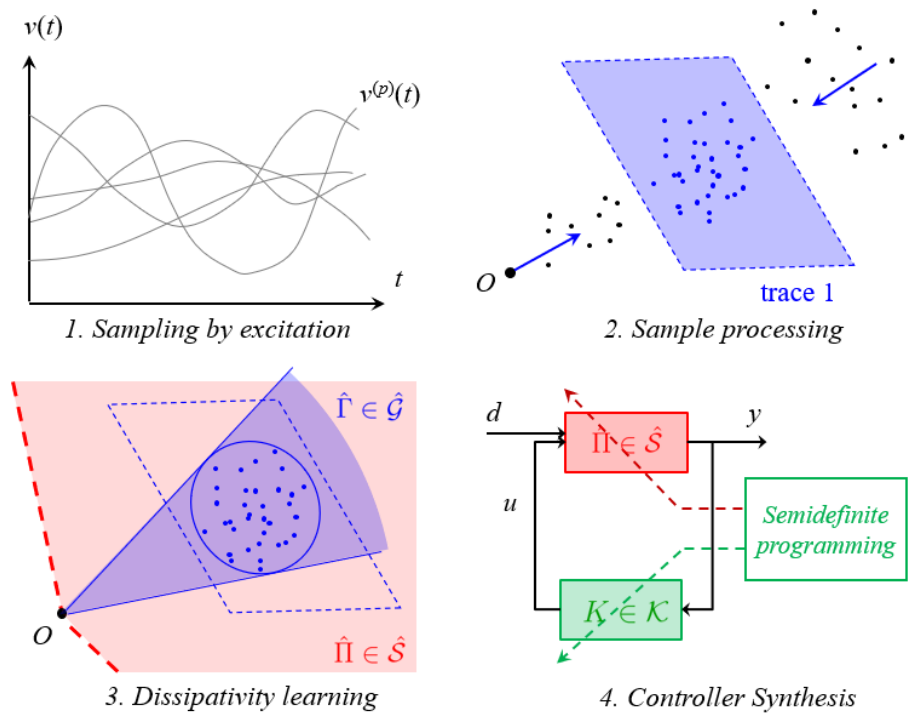 v(t)
v^{(p)}(t)
t
1. Sampling by excitation
O
trace 1
2. Sample processing
Γ̂ ∈ 𝒢
O
Π̂ ∈ 𝒮̂
3. Dissipativity learning
d
Π̂ ∈ 𝒮̂
y
u
Semidefinite
programming
K ∈ 𝒦
4. Controller Synthesis